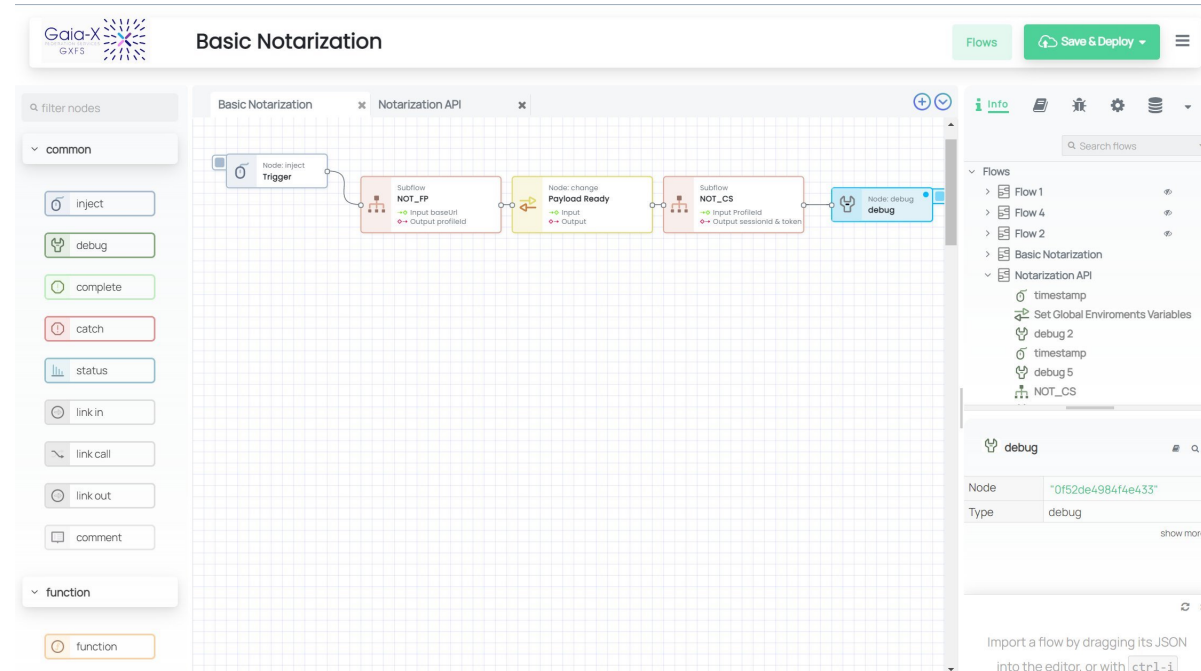 Gaia-X
FEDERATION SERVICES
GXFS
Basic Notarization
Flows
Save & Deploy
filter nodes
common
inject
debug
complete
catch
status
link in
link call
link out
comment
function
function
Basic Notarization
Notarization API
Node: inject
Trigger
Subflow
NOT_FP
Input baseUrl
Output profileId
Node: change
Payload Ready
Input
Output
Subflow
NOT_CS
Input ProfileId
Output sessionid & token
Node: debug
debug
Info
Search flows
Flows
Flow 1
Flow 4
Flow 2
Basic Notarization
Notarization API
timestamp
Set Global Enviroments Variables
debug 2
timestamp
debug 5
NOT_CS
debug
Node "0f52de4984f4e433"
Type debug
show more
Import a flow by dragging its JSON
into the editor, or with ctrl-i